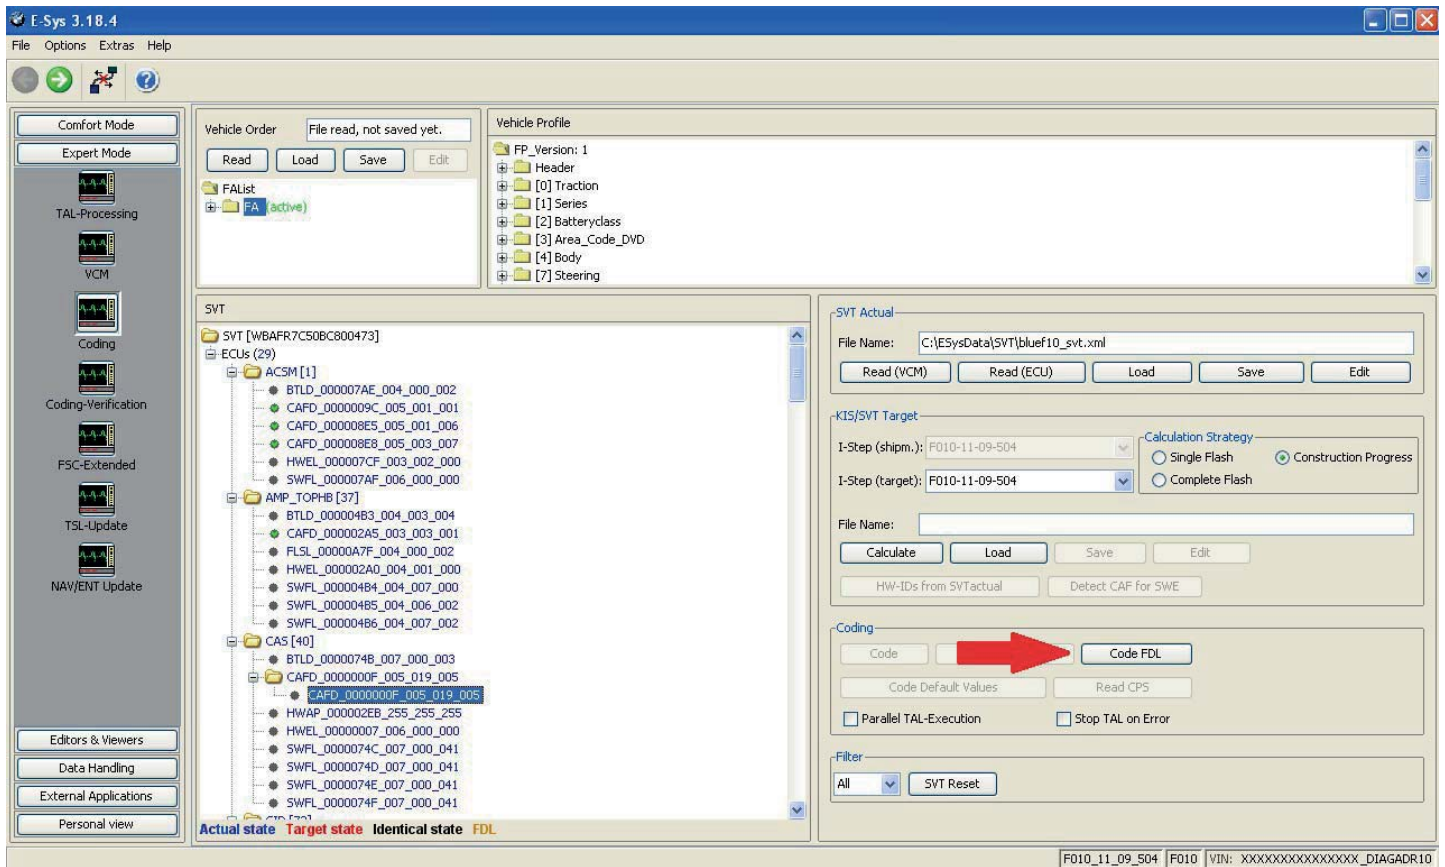 E-Sys 3.18.4
File Options Extras Help
Comfort Mode
Expert Mode
TAL-Processing
VCM
Coding
Coding-Verification
FSC-Extended
TSL-Update
NAV/ENT Update
Editors & Viewers
Data Handling
External Applications
Personal view
Vehicle Order File read, not saved yet.
Read Load Save Edit
FAList
FA (active)
Vehicle Profile
FP_Version: 1
Header
[0] Traction
[1] Series
[2] Batteryclass
[3] Area_Code_DVD
[4] Body
[7] Steering
SVT
SVT [WBAFR7C50BC800473]
ECUs (29)
ACSM [1]
BTLD_000007AE_004_000_002
CAFD_0000009C_005_001_001
CAFD_000008E5_005_001_006
CAFD_000008E8_005_003_007
HWEL_000007CF_003_002_000
SWFL_000007AF_006_000_000
AMP_TOPHB [37]
BTLD_000004B3_004_003_004
CAFD_000002A5_003_003_001
FLSL_00000A7F_004_000_002
HWEL_000002A0_004_001_000
SWFL_000004B4_004_007_000
SWFL_000004B5_004_006_002
SWFL_000004B6_004_007_002
CAS [40]
BTLD_0000074B_007_000_003
CAFD_0000000F_005_019_005
CAFD_0000000F_005_019_005
HWAP_000002EB_255_255_255
HWEL_00000007_006_000_000
SWFL_0000074C_007_000_041
SWFL_0000074D_007_000_041
SWFL_0000074E_007_000_041
SWFL_0000074F_007_000_041
Actual state Target state Identical state FDL
SVT Actual
File Name: C:\ESysData\SVT\bluef10_svt.xml
Read (VCM) Read (ECU) Load Save Edit
KIS/SVT Target
I-Step (shipm.): F010-11-09-504
I-Step (target): F010-11-09-504
Calculation Strategy
Single Flash Construction Progress
Complete Flash
File Name:
Calculate Load Save Edit
HW-IDs from SVTactual Detect CAF for SWE
Coding
Code Code FDL
Code Default Values Read CPS
Parallel TAL-Execution Stop TAL on Error
Filter
All SVT Reset
F010_11_09_504 F010 VIN: XXXXXXXXXXXXXXX_DIAGADR10